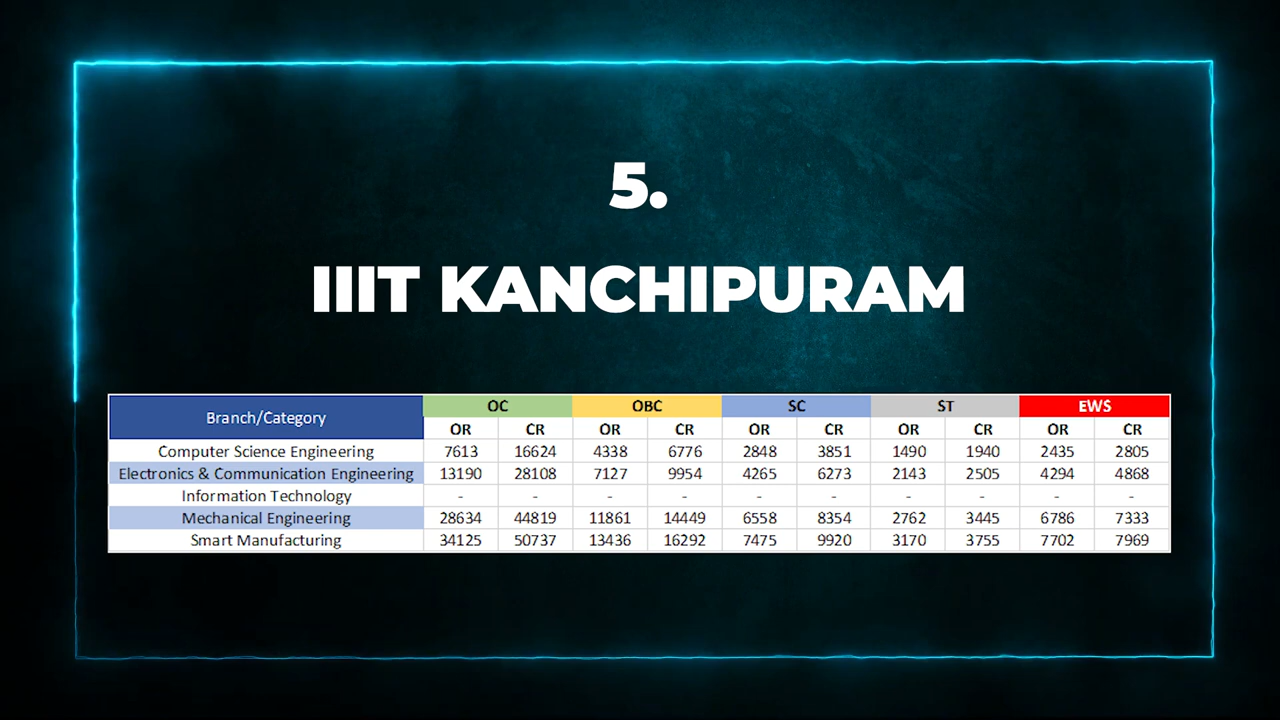 5.
IIIT KANCHIPURAM
Branch/Category OC OBC SC ST EWS
OR CR OR CR OR CR OR CR OR CR
Computer Science Engineering 7613 16624 4338 6776 2848 3851 1490 1940 2435 2805
Electronics & Communication Engineering 13190 28108 7127 9954 4265 6273 2143 2505 4294 4868
Information Technology - - - - - - - - - -
Mechanical Engineering 28634 44819 11861 14449 6558 8354 2762 3445 6786 7333
Smart Manufacturing 34125 50737 13436 16292 7475 9920 3170 3755 7702 7969